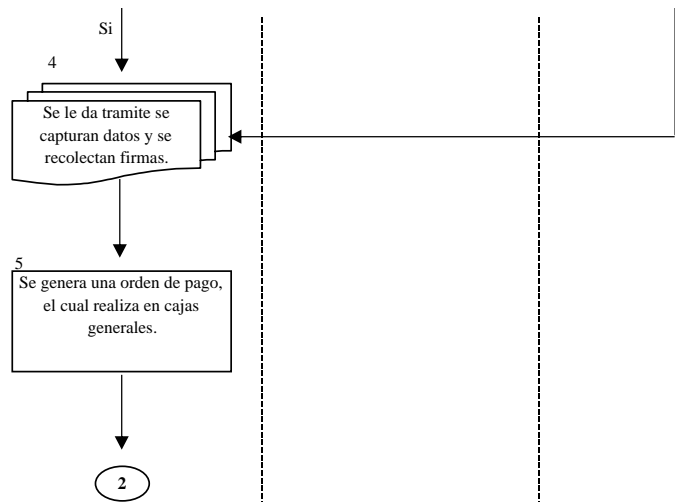 Si
4
Se le da tramite se
capturan datos y se
recolectan firmas.
5
Se genera una orden de pago,
el cual realiza en cajas
generales.
2